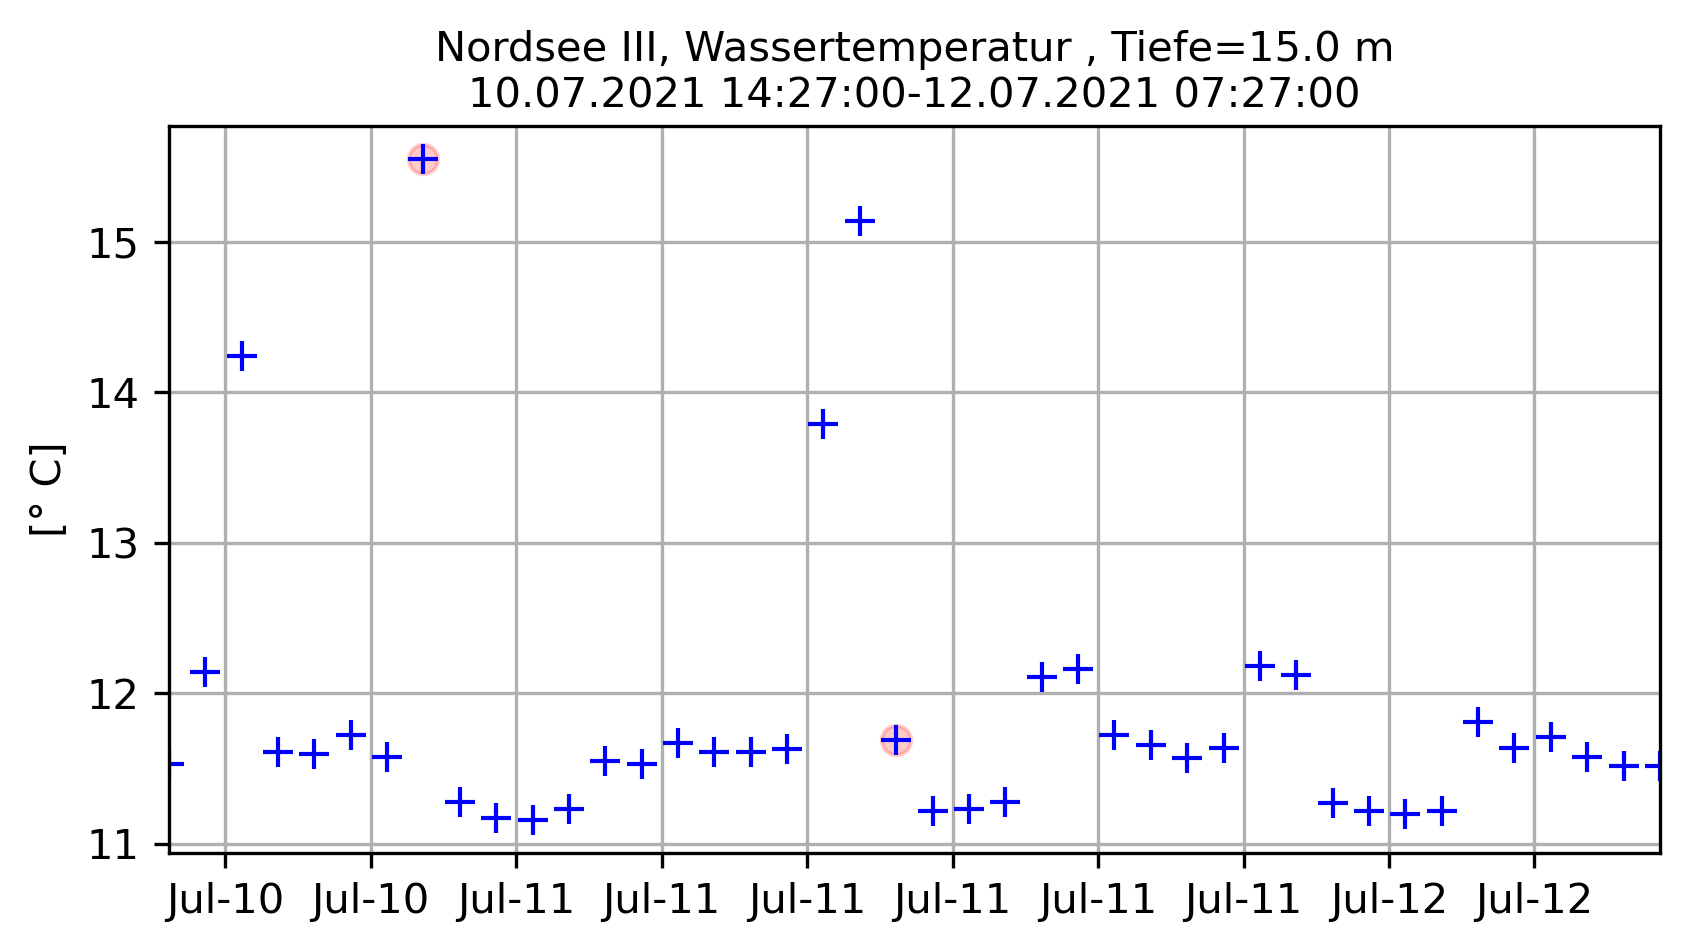 Nordsee III, Wassertemperatur , Tiefe=15.0 m
10.07.2021 14:27:00-12.07.2021 07:27:00
15
14
13
12
11
[° C]
Jul-10 Jul-10 Jul-11 Jul-11 Jul-11 Jul-11 Jul-11 Jul-11 Jul-12 Jul-12